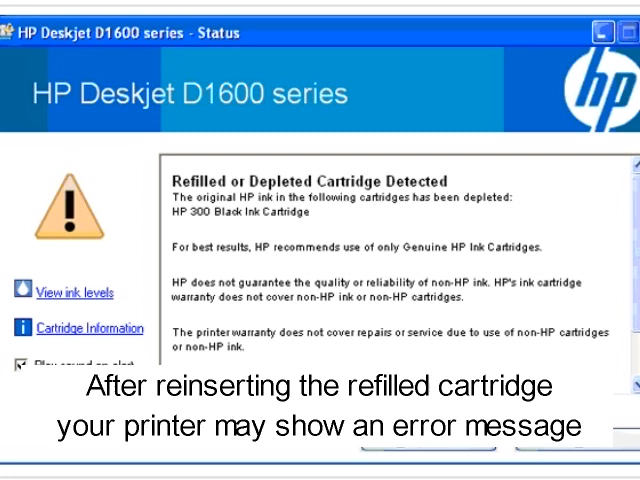 HP Deskjet D1600 series - Status
HP Deskjet D1600 series
hp
Refilled or Depleted Cartridge Detected
The original HP ink in the following cartridges has been depleted:
HP 300 Black Ink Cartridge
For best results, HP recommends use of only Genuine HP Ink Cartridges.
View ink levels
HP does not guarantee the quality or reliability of non-HP ink. HP's ink cartridge
warranty does not cover non-HP ink or non-HP cartridges.
Cartridge Information
The printer warranty does not cover repairs or service due to use of non-HP cartridges
or non-HP ink.
Play sound on alert
After reinserting the refilled cartridge
your printer may show an error message